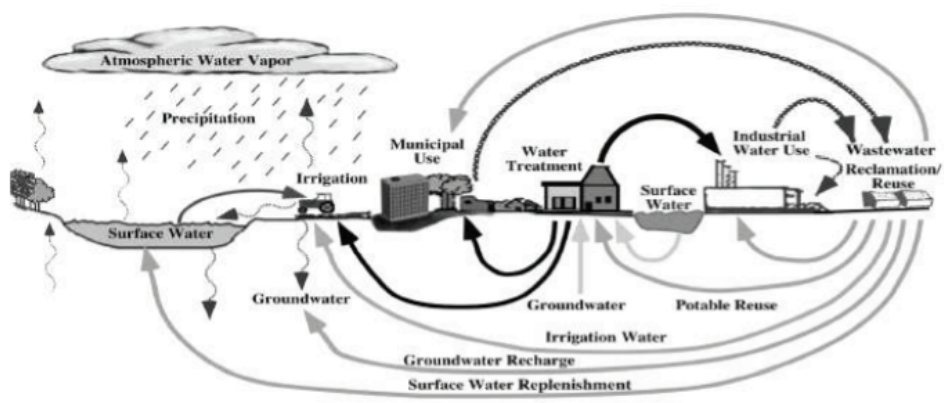 Atmospheric Water Vapor
Precipitation
Municipal
Use
Water
Treatment
Industrial
Water Use
Wastewater
Reclamation/
Reuse
Irrigation
Surface
Water
Surface Water
Groundwater
Groundwater
Potable Reuse
Irrigation Water
Groundwater Recharge
Surface Water Replenishment